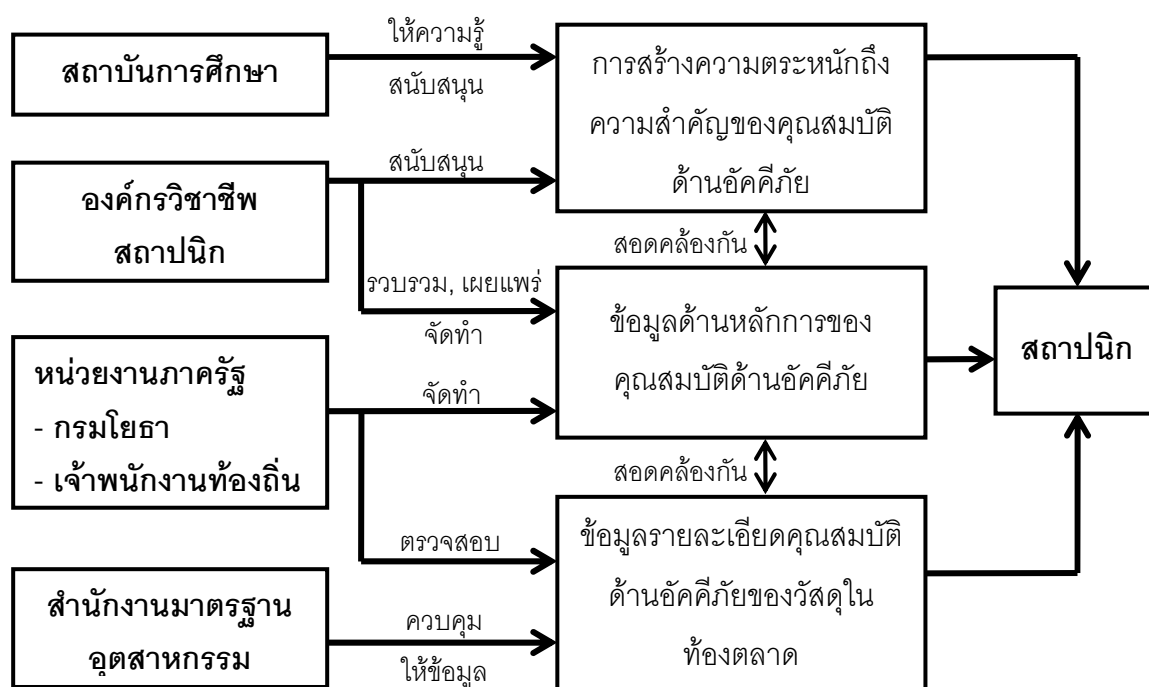 ให้ความรู้
สถาบันการศึกษา
สนับสนุน
การสร้างความตระหนักถึง
ความสำคัญของคุณสมบัติ
ด้านอัคคีภัย
สนับสนุน
องค์กรวิชาชีพ
สถาปนิก
สอดคล้องกัน
รวบรวม, เผยแพร่
จัดทำ
ข้อมูลด้านหลักการของ
คุณสมบัติด้านอัคคีภัย
สถาปนิก
หน่วยงานภาครัฐ
- กรมโยธา
- เจ้าพนักงานท้องถิ่น
จัดทำ
สอดคล้องกัน
ตรวจสอบ
ข้อมูลรายละเอียดคุณสมบัติ
ด้านอัคคีภัยของวัสดุใน
ท้องตลาด
สำนักงานมาตรฐาน
อุตสาหกรรม
ควบคุม
ให้ข้อมูล